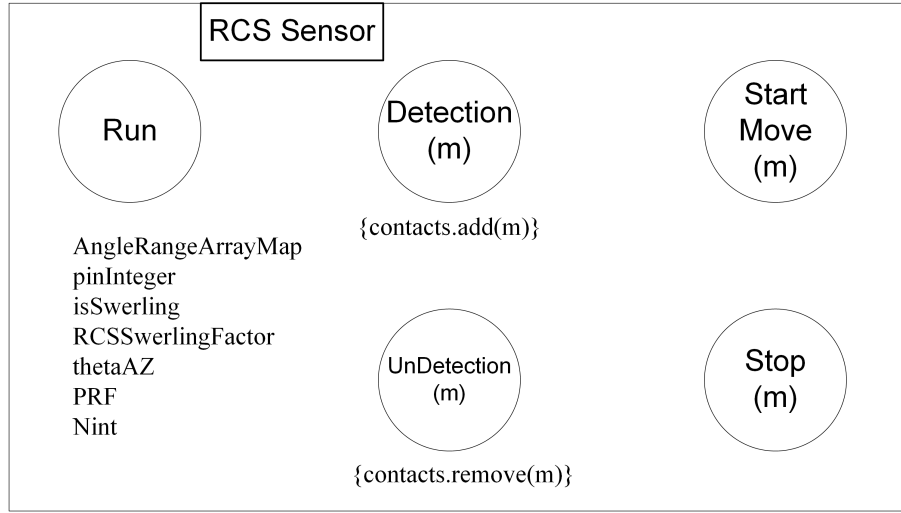 RCS Sensor
Run
Detection
(m)
{contacts.add(m)}
Start
Move
(m)
AngleRangeArrayMap
pinInteger
isSwerling
RCSSwerlingFactor
thetaAZ
PRF
Nint
UnDetection
(m)
{contacts.remove(m)}
Stop
(m)